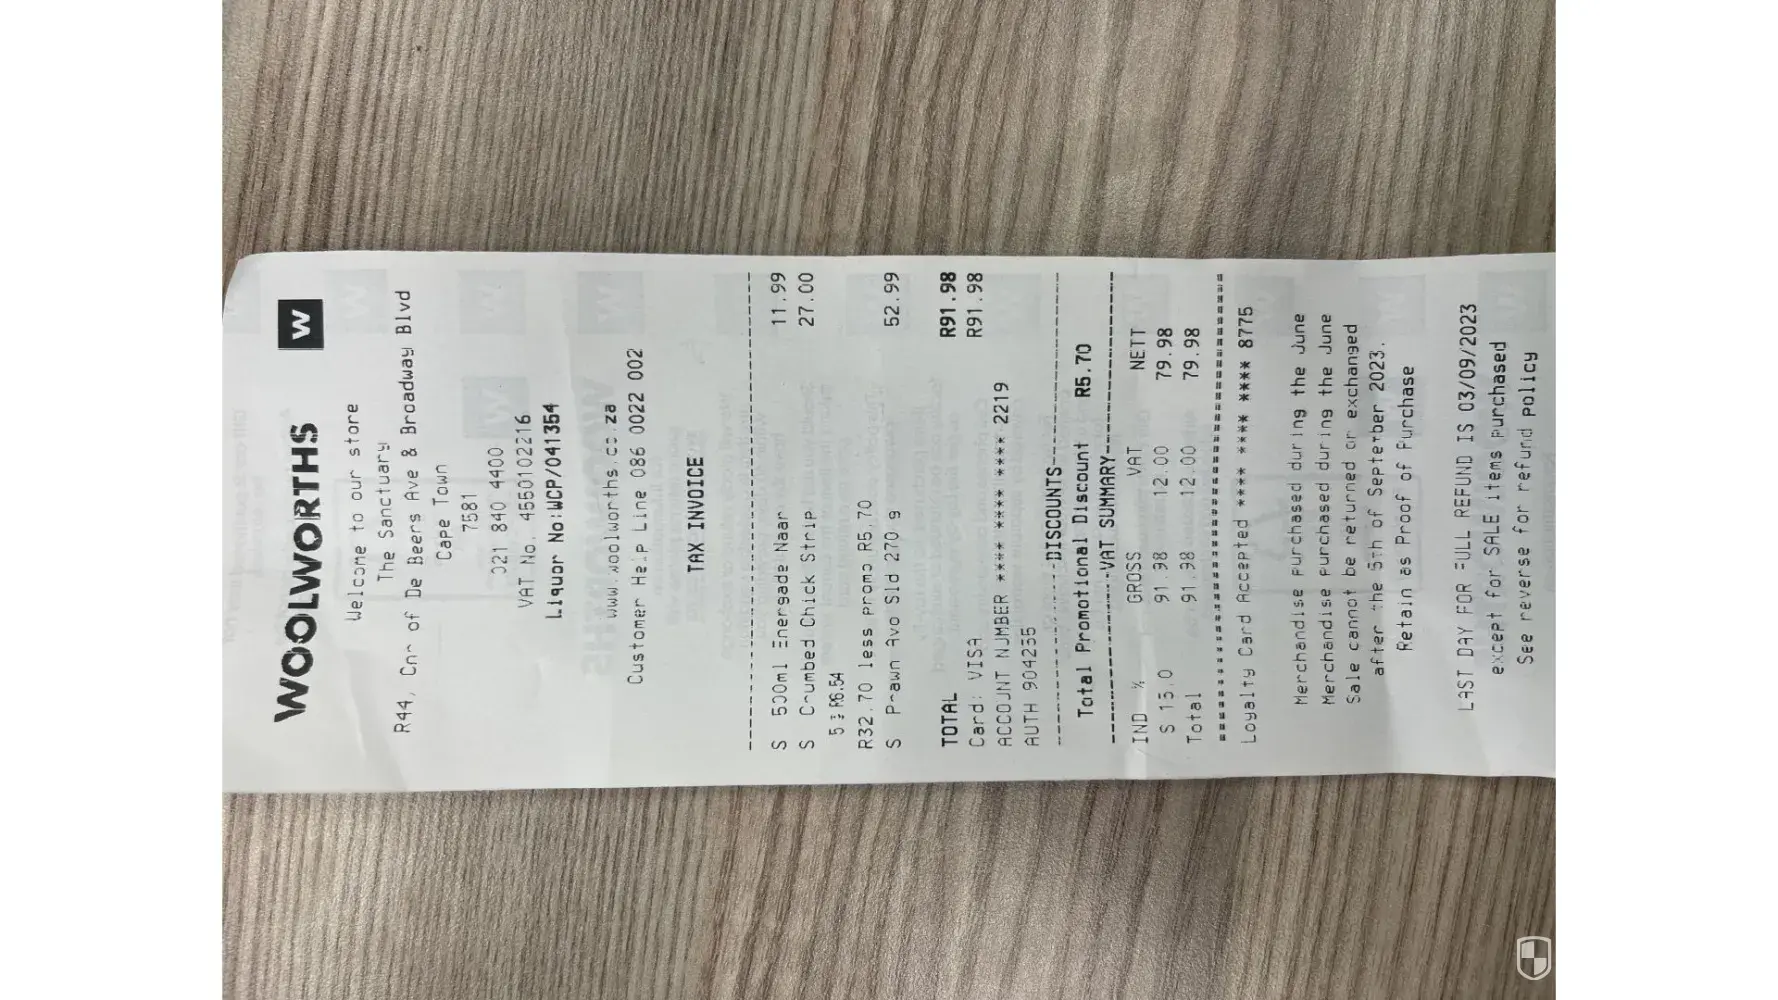 WOOLWORTHS W
Welcome to our store
The Sanctuary
R44, Cnr of De Beers Ave & Broadway Blvd
Cape Town
7581
021 840 4400
VAT No. 4550102216
Liquor No:WCP/041354
www.woolworths.co.za
Customer Help Line 086 0022 002
TAX INVOICE
S 500ml Energade Naar 11.99
S Crumbed Chick Strip 27.00
5 @ R6.54
R32.70 less promo R5.70
S Prawn Avo Sld 270 g 52.99
TOTAL R91.98
Card: VISA R91.98
ACCOUNT NUMBER **** **** **** 2219
AUTH 904255
DISCOUNTS
Total Promotional Discount R5.70
VAT SUMMARY
IND % GROSS VAT NETT
S 15.0 91.98 12.00 79.98
Total 91.98 12.00 79.98
Loyalty Card Accepted **** **** **** 8775
Merchandise purchased during the June
Merchandise purchased during the June
Sale cannot be returned or exchanged
after the 5th of September 2023.
Retain as Proof of Purchase
LAST DAY FOR FULL REFUND IS 03/09/2023
except for SALE items purchased
See reverse for refund policy